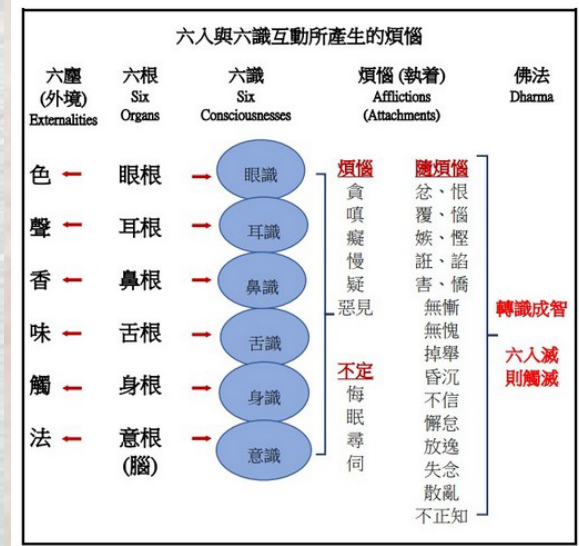 六入與六識互動所產生的煩惱
六塵 六根 六識 煩惱 (執着) 佛法
(外境) Six Six Afflictions Dharma
Externalities Organs Consciousnesses (Attachments)
色 眼根 眼識
聲 耳根 耳識
香 鼻根 鼻識
味 舌根 舌識
觸 身根 身識
法 意根 意識
(腦)
煩惱
貪
嗔
癡
慢
疑
惡見
不定
悔
眠
尋
伺
隨煩惱
忿、恨
覆、惱
嫉、慳
誑、諂
害、憍
無慚
無愧
掉舉
昏沉
不信
懈怠
放逸
失念
散亂
不正知
轉識成智
六入滅
則觸滅